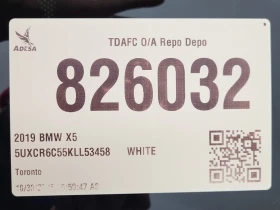 ADESA
TDAFC O/A Repo Depo
826032
2019 BMW X5
5UXCR6C55KLL53458 WHITE
Toronto